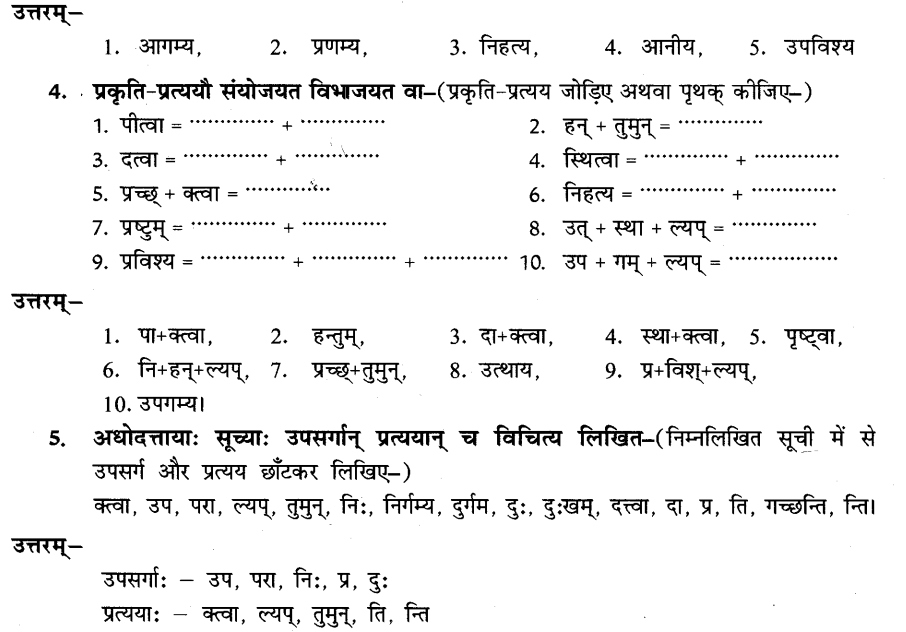 उत्तरम्–
1. आगम्य, 2. प्रणम्य, 3. निहत्य, 4. आनीय, 5. उपविश्य
4. प्रकृति-प्रत्ययौ संयोजयत विभाजयत वा–(प्रकृति-प्रत्यय जोड़िए अथवा पृथक् कीजिए–)
1. पीत्वा = ·············· + ·············· 2. हन् + तुमुन् = ··············
3. दत्वा = ·············· + ·············· 4. स्थित्वा = ·············· + ··············
5. प्रच्छ् + क्त्वा = ·············· 6. निहत्य = ·············· + ··············
7. प्रष्टुम् = ·············· + ·············· 8. उत् + स्था + ल्यप् = ··············
9. प्रविश्य = ·············· + ·············· + ·············· 10. उप + गम् + ल्यप् = ··················
उत्तरम्–
1. पा+क्त्वा, 2. हन्तुम्, 3. दा+क्त्वा, 4. स्था+क्त्वा, 5. पृष्ट्वा,
6. नि+हन्+ल्यप्, 7. प्रच्छ्+तुमुन्, 8. उत्थाय, 9. प्र+विश्+ल्यप्,
10. उपगम्य।
5. अधोदत्तायाः सूच्याः उपसर्गान् प्रत्ययान् च विचित्य लिखित–(निम्नलिखित सूची में से
उपसर्ग और प्रत्यय छाँटकर लिखिए–)
क्त्वा, उप, परा, ल्यप्, तुमुन्, निः, निर्गम्य, दुर्गम, दुः, दुःखम्, दत्त्वा, दा, प्र, ति, गच्छन्ति, न्ति।
उत्तरम्–
उपसर्गाः – उप, परा, निः, प्र, दुः
प्रत्ययाः – क्त्वा, ल्यप्, तुमुन्, ति, न्ति